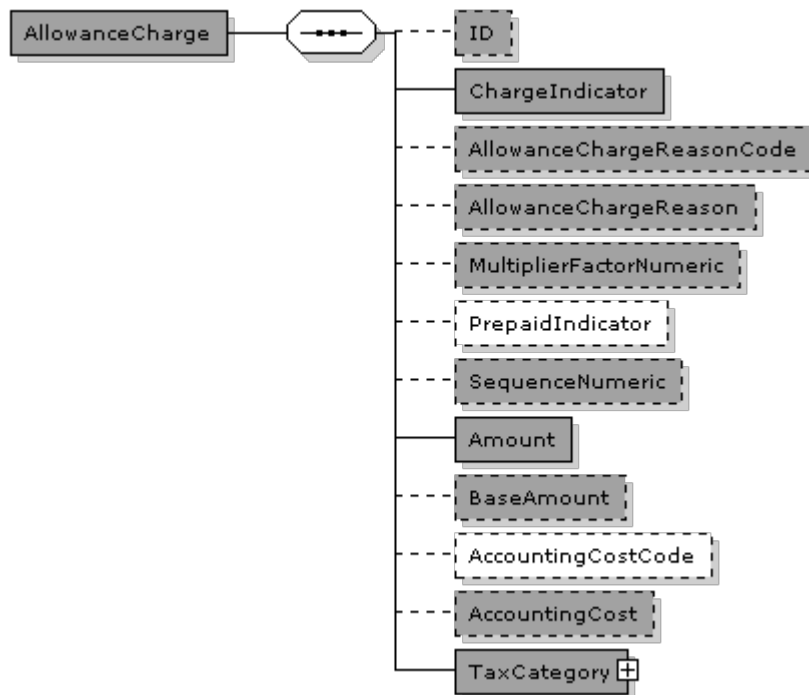 AllowanceCharge
ID
ChargeIndicator
AllowanceChargeReasonCode
AllowanceChargeReason
MultiplierFactorNumeric
PrepaidIndicator
SequenceNumeric
Amount
BaseAmount
AccountingCostCode
AccountingCost
TaxCategory